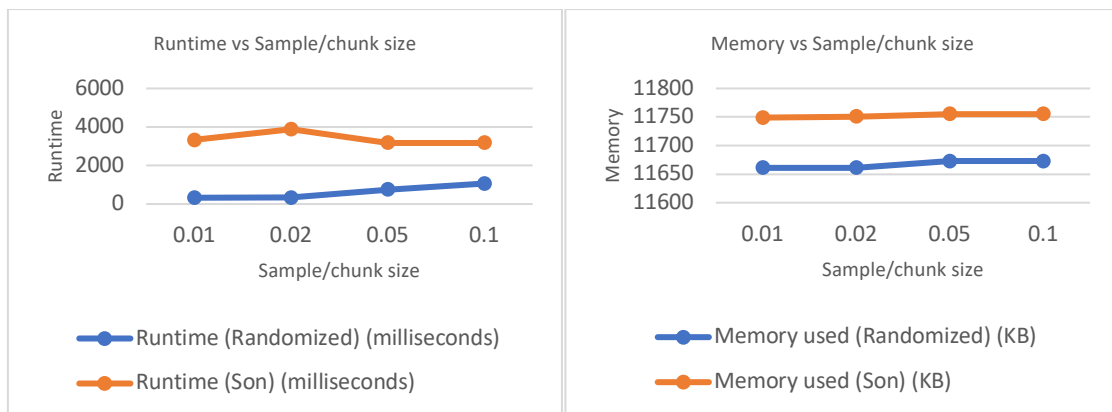 Runtime vs Sample/chunk size
6000
4000
2000
0
Runtime
0.01 0.02 0.05 0.1
Sample/chunk size
Runtime (Randomized) (milliseconds)
Runtime (Son) (milliseconds)
Memory vs Sample/chunk size
11800
11750
11700
11650
11600
Memory
0.01 0.02 0.05 0.1
Sample/chunk size
Memory used (Randomized) (KB)
Memory used (Son) (KB)